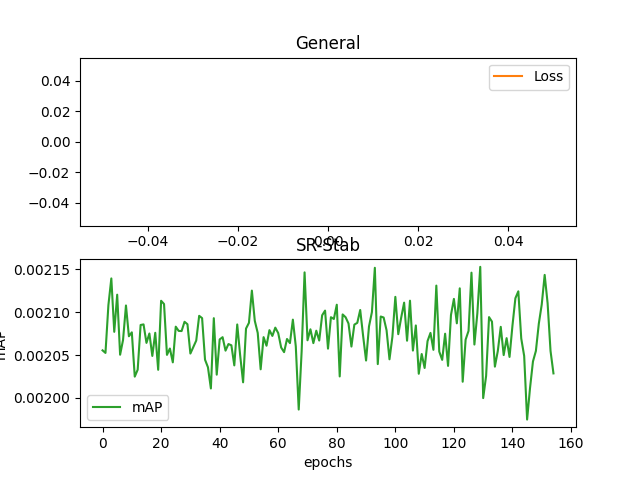 General
0.04
0.02
0.00
−0.02
−0.04
Loss
−0.04 −0.02 0.00 0.02 0.04
SR-Stab
mAP
0.00215
0.00210
0.00205
0.00200
mAP
0 20 40 60 80 100 120 140 160
epochs